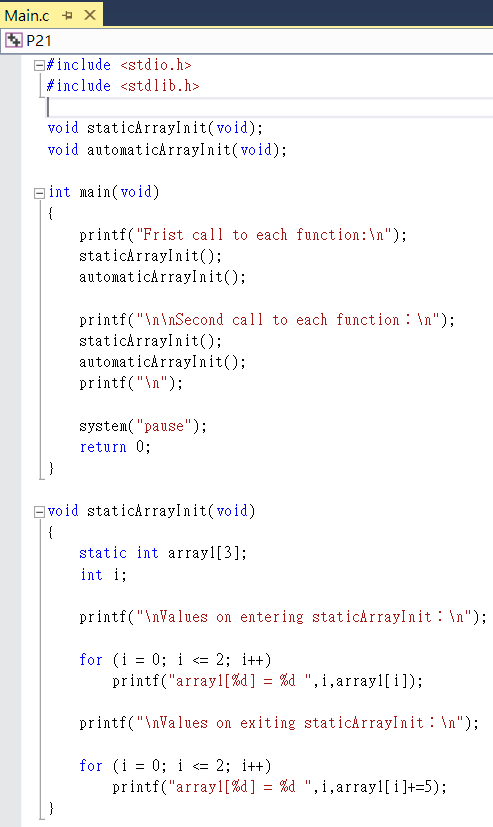 Main.c
P21
#include <stdio.h>
#include <stdlib.h>
void staticArrayInit(void);
void automaticArrayInit(void);
int main(void)
{
printf("Frist call to each function:\n");
staticArrayInit();
automaticArrayInit();
printf("\n\nSecond call to each function：\n");
staticArrayInit();
automaticArrayInit();
printf("\n");
system("pause");
return 0;
}
void staticArrayInit(void)
{
static int array1[3];
int i;
printf("\nValues on entering staticArrayInit：\n");
for (i = 0; i <= 2; i++)
printf("array1[%d] = %d ",i,array1[i]);
printf("\nValues on exiting staticArrayInit：\n");
for (i = 0; i <= 2; i++)
printf("array1[%d] = %d ",i,array1[i]+=5);
}